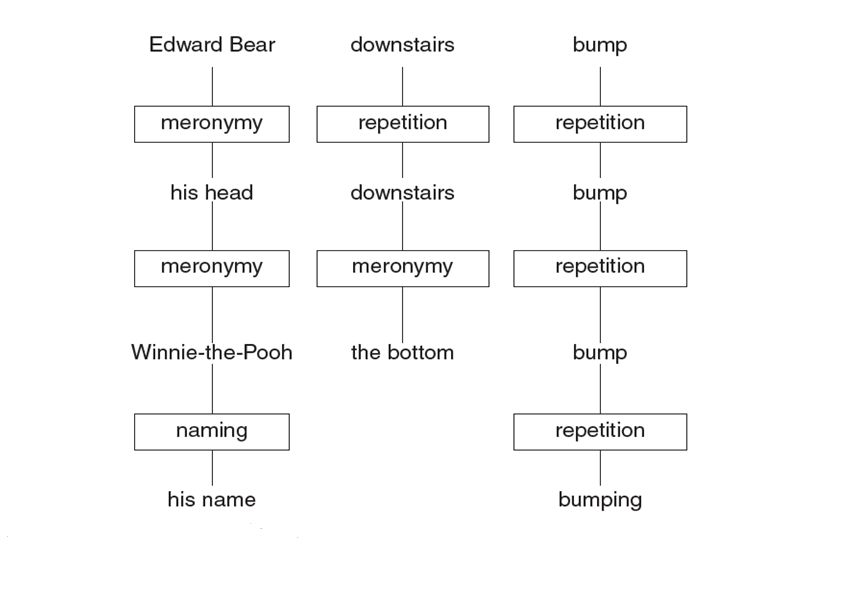 Edward Bear downstairs bump
meronymy repetition repetition
his head downstairs bump
meronymy meronymy repetition
Winnie-the-Pooh the bottom bump
naming repetition
his name bumping